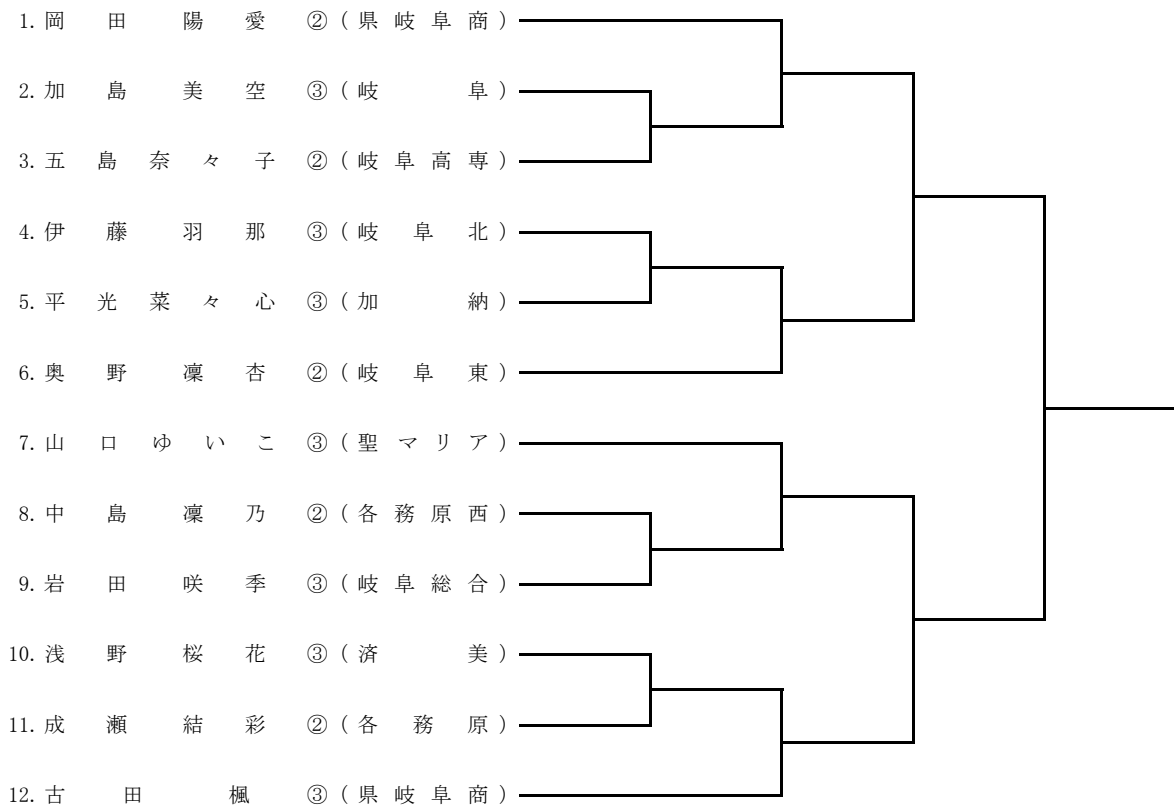 1. 岡田陽愛 ②(県岐阜商)
2. 加島美空 ③(岐阜)
3. 五島奈々子 ②(岐阜高専)
4. 伊藤羽那 ③(岐阜北)
5. 平光菜々心 ③(加納)
6. 奥野凜杏 ②(岐阜東)
7. 山口ゆいこ ③(聖マリア)
8. 中島凜乃 ②(各務原西)
9. 岩田咲季 ③(岐阜総合)
10. 浅野桜花 ③(済美)
11. 成瀬結彩 ②(各務原)
12. 古田楓 ③(県岐阜商)